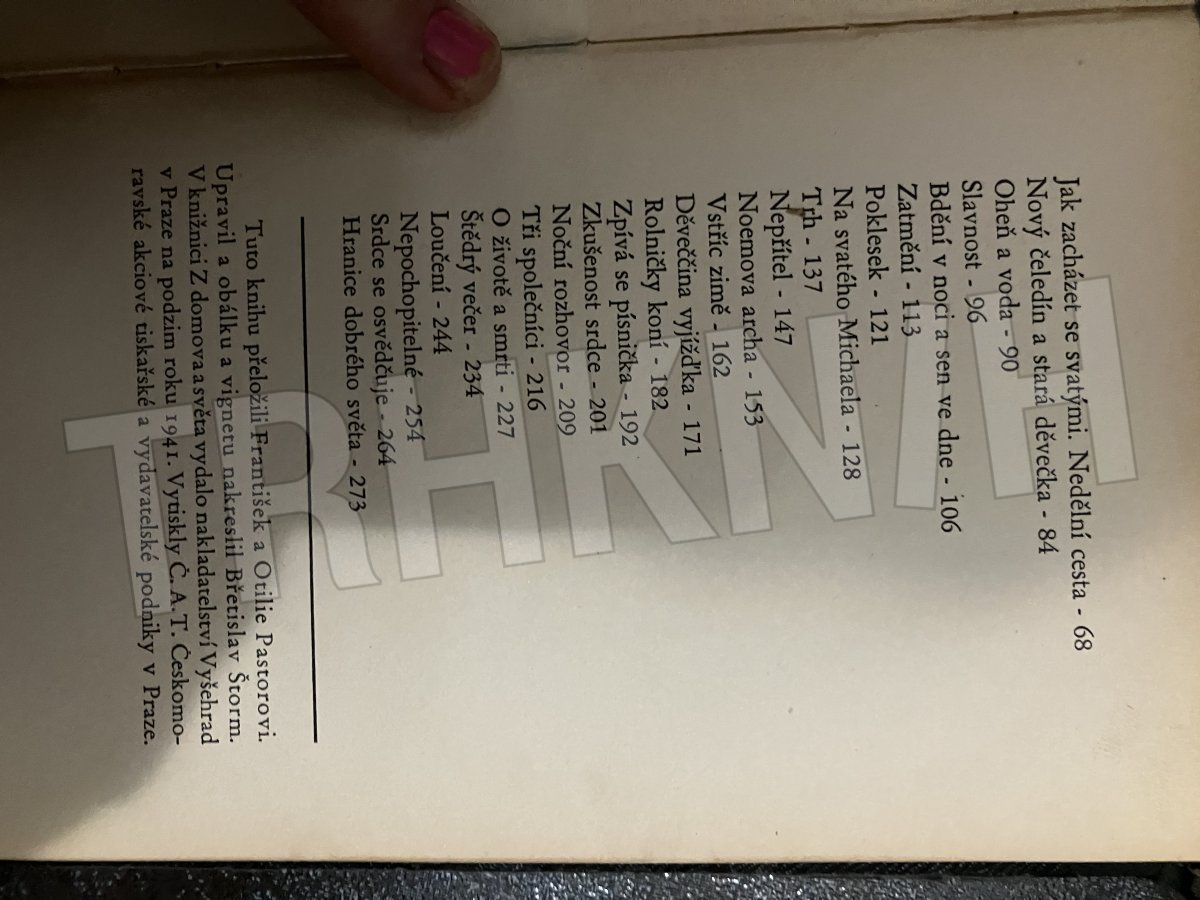 Jak zacházet se svatými. Nedělní cesta - 68
Nový čeledín a stará děvečka - 84
Oheň a voda - 90
Slavnost - 96
Bdění v noci a sen ve dne - 106
Zatmění - 113
Poklesek - 121
Na svatého Michaela - 128
Trh - 137
Nepřítel - 147
Noemova archa - 153
Vstříc zimě - 162
Děveččina vyjížďka - 171
Rolničky koní - 182
Zpívá se písnička - 192
Zkušenost srdce - 201
Noční rozhovor - 209
Tři společníci - 216
O životě a smrti - 227
Štědrý večer - 234
Loučení - 244
Nepochopitelné - 254
Srdce se osvědčuje - 264
Hranice dobrého světa - 273
Tuto knihu přeložili František a Otilie Pastorovi.
Upravil a obálku a vignetu nakreslil Břetislav Štorm.
V knižnici Z domova a světa vydalo nakladatelství Vyšehrad
v Praze na podzim roku 1941. Vytiskly Č. A. T. Českomo-
ravské akciové tiskařské a vydavatelské podniky v Praze.